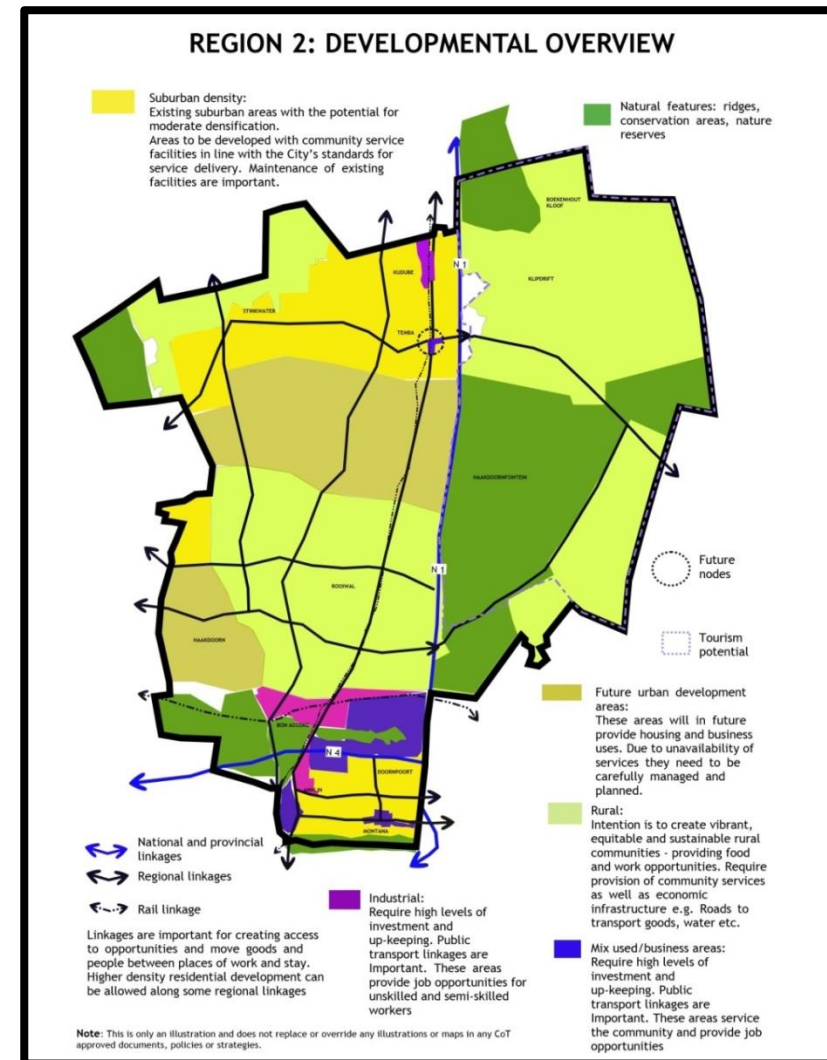 REGION 2: DEVELOPMENTAL OVERVIEW
Suburban density:
Existing suburban areas with the potential for
moderate densification.
Areas to be developed with community service
facilities in line with the City's standards for
service delivery. Maintenance of existing
facilities are important.
Natural features: ridges,
conservation areas, nature
reserves
BOEKENHOUT
KLOOF
KUDUBE
N 1
KLIPDRIFT
STINKWATER
TEMBA
HAAKDOORNFONTEIN
N 1
Future
nodes
ROOIWAL
HAAKDOORN
Tourism
potential
Future urban development
areas:
These areas will in future
provide housing and business
uses. Due to unavailability of
services they need to be
carefully managed and
planned.
BON ACCORD
N 4
DOORNPOORT
MONTANA
Rural:
Intention is to create vibrant,
equitable and sustainable rural
communities - providing food
and work opportunities. Require
provision of community services
as well as economic
infrastructure e.g. Roads to
transport goods, water etc.
National and provincial
linkages
Regional linkages
Rail linkage
Linkages are important for creating access
to opportunities and move goods and
people between places of work and stay.
Higher density residential development can
be allowed along some regional linkages
Industrial:
Require high levels of
investment and
up-keeping. Public
transport linkages are
Important. These areas
provide job opportunities for
unskilled and semi-skilled
workers
Mix used/business areas:
Require high levels of
investment and
up-keeping. Public
transport linkages are
Important. These areas service
the community and provide job
opportunities
Note: This is only an illustration and does not replace or override any illustrations or maps in any CoT
approved documents, policies or strategies.